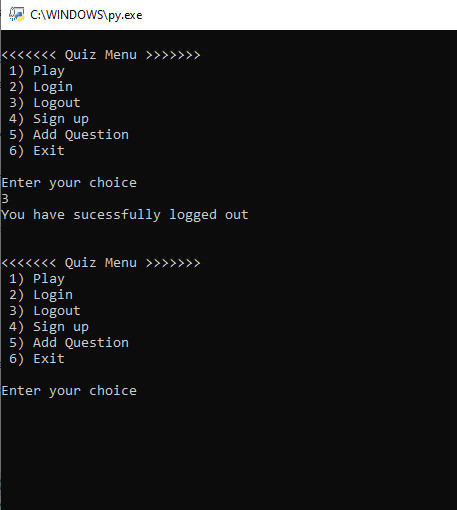 C:\WINDOWS\py.exe
<<<<<<< Quiz Menu >>>>>>>
1) Play
2) Login
3) Logout
4) Sign up
5) Add Question
6) Exit
Enter your choice
3
You have sucessfully logged out
<<<<<<< Quiz Menu >>>>>>>
1) Play
2) Login
3) Logout
4) Sign up
5) Add Question
6) Exit
Enter your choice